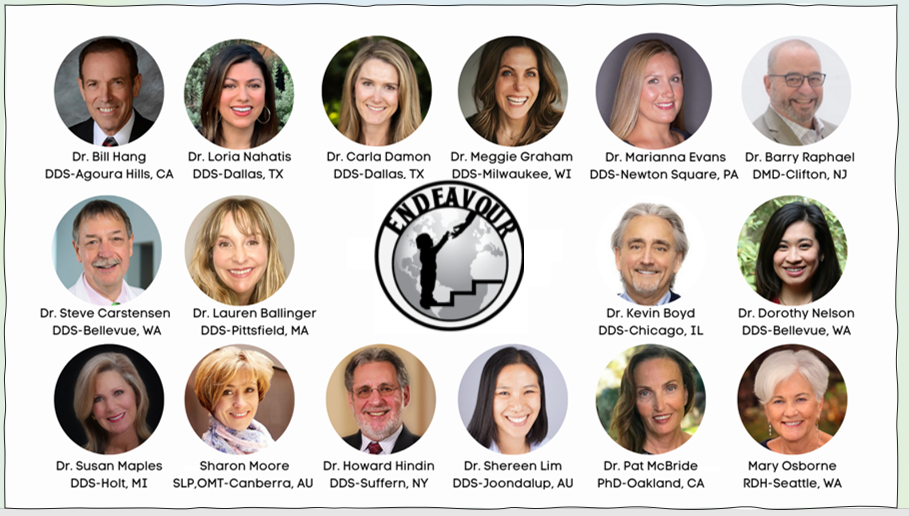 Dr. Bill Hang
DDS-Agoura Hills, CA
Dr. Loria Nahatis
DDS-Dallas, TX
Dr. Carla Damon
DDS-Dallas, TX
Dr. Meggie Graham
DDS-Milwaukee, WI
Dr. Marianna Evans
DDS-Newton Square, PA
Dr. Barry Raphael
DMD-Clifton, NJ
ENDEAVOUR
Dr. Steve Carstensen
DDS-Bellevue, WA
Dr. Lauren Ballinger
DDS-Pittsfield, MA
Dr. Kevin Boyd
DDS-Chicago, IL
Dr. Dorothy Nelson
DDS-Bellevue, WA
Dr. Susan Maples
DDS-Holt, MI
Sharon Moore
SLP,OMT-Canberra, AU
Dr. Howard Hindin
DDS-Suffern, NY
Dr. Shereen Lim
DDS-Joondalup, AU
Dr. Pat McBride
PhD-Oakland, CA
Mary Osborne
RDH-Seattle, WA